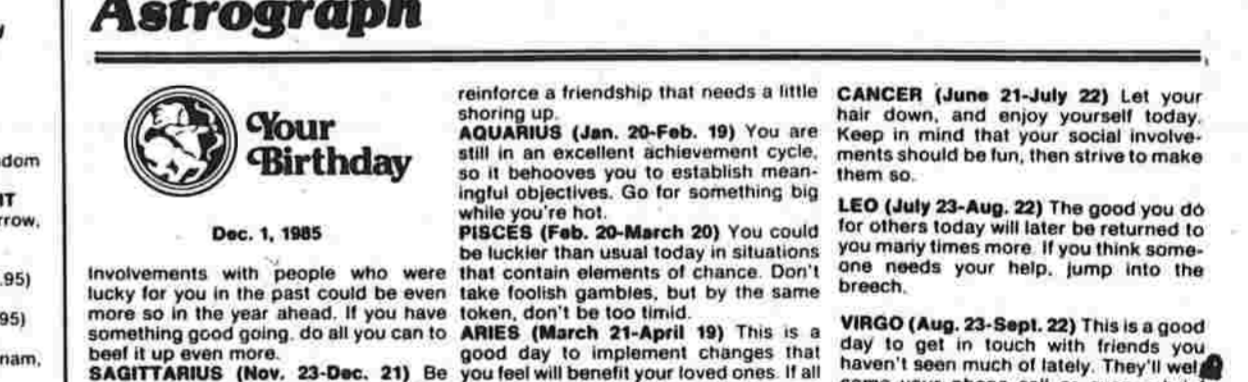 Astrograph
Your
Birthday
Dec. 1, 1985
Involvements with people who were
lucky for you in the past could be even
more so in the year ahead. If you have
something good going, do all you can to
beef it up even more.
SAGITTARIUS (Nov. 23-Dec. 21) Be
reinforce a friendship that needs a little
shoring up.
AQUARIUS (Jan. 20-Feb. 19) You are
still in an excellent achievement cycle,
so it behooves you to establish mean-
ingful objectives. Go for something big
while you're hot.
PISCES (Feb. 20-March 20) You could
be luckier than usual today in situations
that contain elements of chance. Don't
take foolish gambles, but by the same
token, don't be too timid.
ARIES (March 21-April 19) This is a
good day to implement changes that
you feel will benefit your loved ones. If all
CANCER (June 21-July 22) Let your
hair down, and enjoy yourself today.
Keep in mind that your social involve-
ments should be fun, then strive to make
them so.
LEO (July 23-Aug. 22) The good you do
for others today will later be returned to
you many times more. If you think some-
one needs your help, jump into the
breech.
VIRGO (Aug. 23-Sept. 22) This is a good
day to get in touch with friends you
haven't seen much of lately. They'll wel-